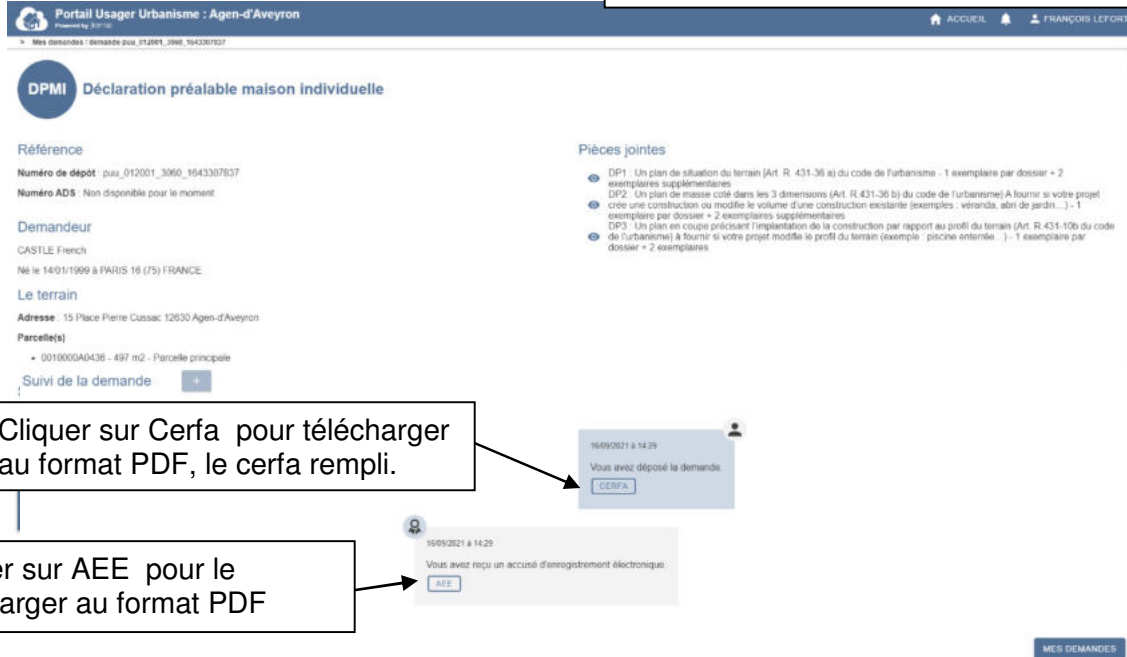 Portail Usager Urbanisme : Agen-d'Aveyron
Powered by
ACCUEIL
FRANÇOIS LEFORT
> Mes demandes / demande puu_012001_3060_1643307837
DPMI
Déclaration préalable maison individuelle
Référence
Numéro de dépôt : puu_012001_3060_1643307837
Numéro ADS : Non disponible pour le moment
Demandeur
CASTLE French
Né le 14/01/1999 à PARIS 16 (75) FRANCE
Le terrain
Adresse : 15 Place Pierre Cussac 12630 Agen-d'Aveyron
Parcelle(s)
• 0010000A0436 - 497 m2 - Parcelle principale
Pièces jointes
DP1 : Un plan de situation du terrain (Art. R. 431-36 a) du code de l'urbanisme - 1 exemplaire par dossier + 2
exemplaires supplémentaires
DP2 : Un plan de masse coté dans les 3 dimensions (Art. R.431-36 b) du code de l'urbanisme) A fournir si votre projet
crée une construction ou modifie le volume d'une construction existante (exemples : véranda, abri de jardin...) - 1
exemplaire par dossier + 2 exemplaires supplémentaires
DP3 : Un plan en coupe précisant l'implantation de la construction par rapport au profil du terrain (Art. R.431-10b du code
de l'urbanisme) à fournir si votre projet modifie le profil du terrain (exemple : piscine enterrée...) - 1 exemplaire par
dossier + 2 exemplaires
Suivi de la demande
+
Cliquer sur Cerfa pour télécharger
au format PDF, le cerfa rempli.
16/09/2021 à 14:29
Vous avez déposé la demande.
CERFA
er sur AEE pour le
arger au format PDF
16/09/2021 à 14:29
Vous avez reçu un accusé d'enregistrement électronique.
AEE
MES DEMANDES